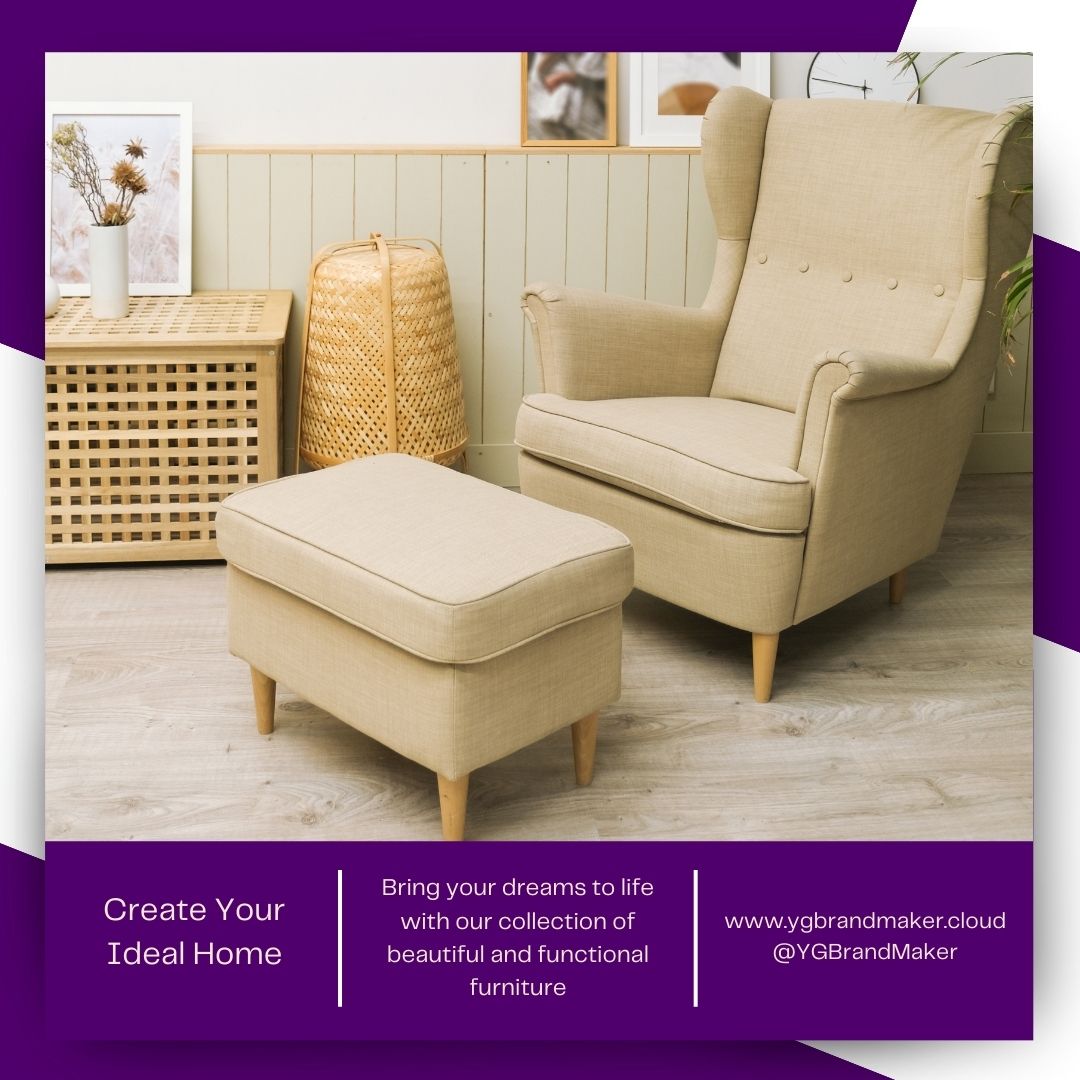 Create Your
Ideal Home
Bring your dreams to life
with our collection of
beautiful and functional
furniture
www.ygbrandmaker.cloud
@YGBrandMaker